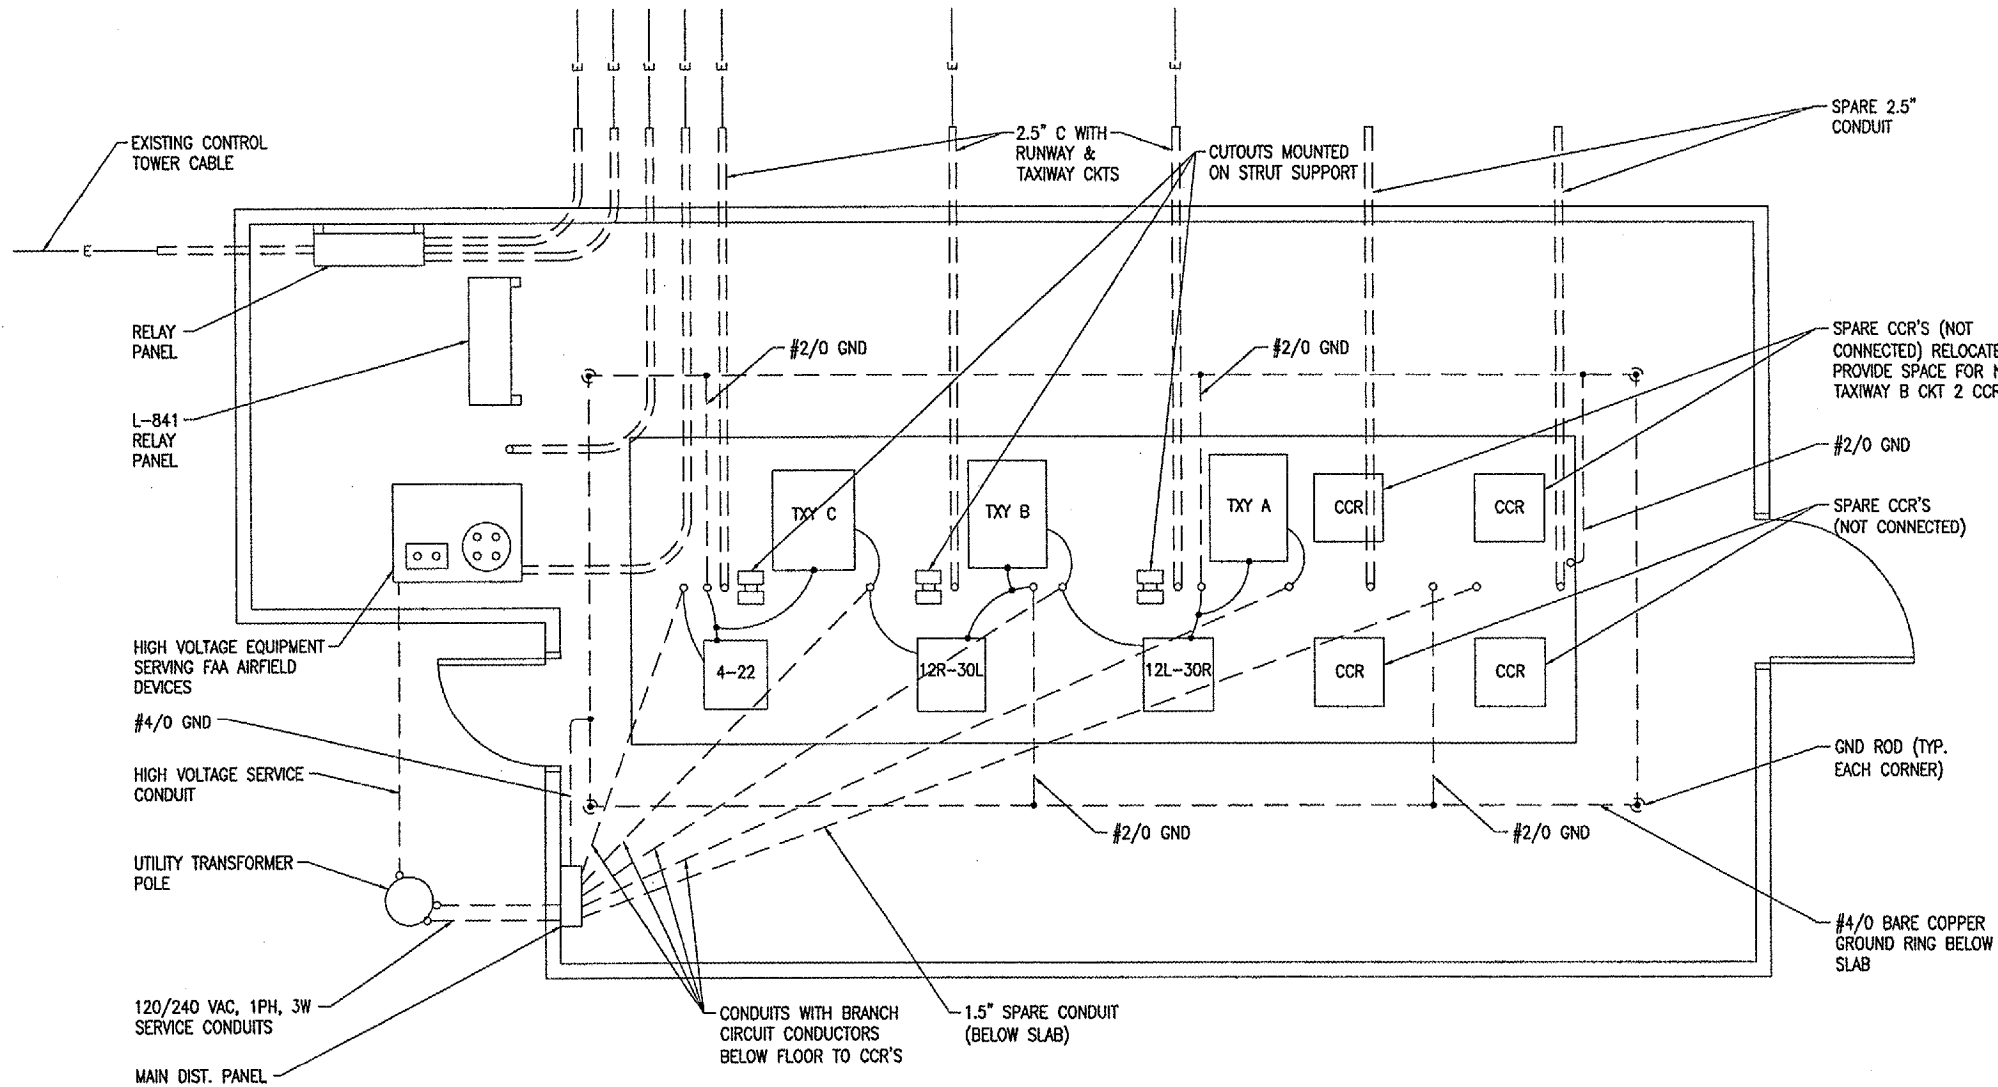 EXISTING CONTROL
TOWER CABLE
2.5" C WITH
RUNWAY &
TAXIWAY CKTS
CUTOUTS MOUNTED
ON STRUT SUPPORT
SPARE 2.5"
CONDUIT
RELAY
PANEL
#2/0 GND
#2/0 GND
SPARE CCR'S (NOT
CONNECTED) RELOCATE
PROVIDE SPACE FOR
TAXIWAY B CKT 2 CCR
L-841
RELAY
PANEL
#2/0 GND
TXY C
TXY B
TXY A
CCR
CCR
SPARE CCR'S
(NOT CONNECTED)
HIGH VOLTAGE EQUIPMENT
SERVING FAA AIRFIELD
DEVICES
4-22
12R-30L
12L-30R
CCR
CCR
#4/0 GND
HIGH VOLTAGE SERVICE
CONDUIT
GND ROD (TYP.
EACH CORNER)
#2/0 GND
#2/0 GND
UTILITY TRANSFORMER
POLE
#4/0 BARE COPPER
GROUND RING BELOW
SLAB
120/240 VAC, 1PH, 3W
SERVICE CONDUITS
CONDUITS WITH BRANCH
CIRCUIT CONDUCTORS
BELOW FLOOR TO CCR'S
1.5" SPARE CONDUIT
(BELOW SLAB)
MAIN DIST. PANEL